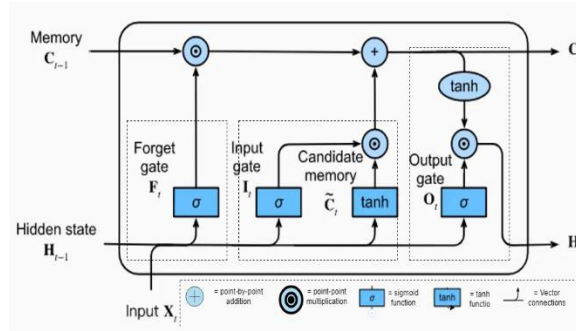 Memory
C
C_{t-1}
+
tanh
Forget
gate
F_t
Input
gate
I_t
Candidate
memory
C̃_t
Output
gate
O_t
σ
σ
tanh
σ
Hidden state
H_{t-1}
H
Input X_t
+ = point-by-point
addition
= point-point
multiplication
σ = sigmoid
function
tanh = tanh
functio
= Vector
connections